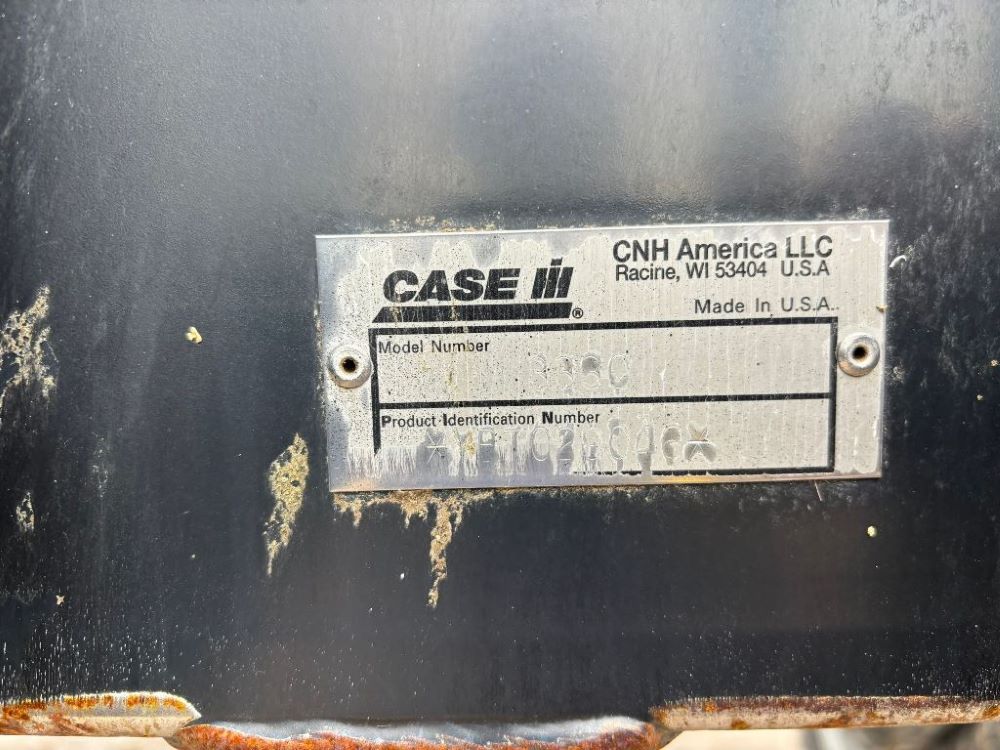 CASE IH ®
CNH America LLC
Racine, WI 53404 U.S.A
Made In U.S.A.
Model Number
Product Identification Number